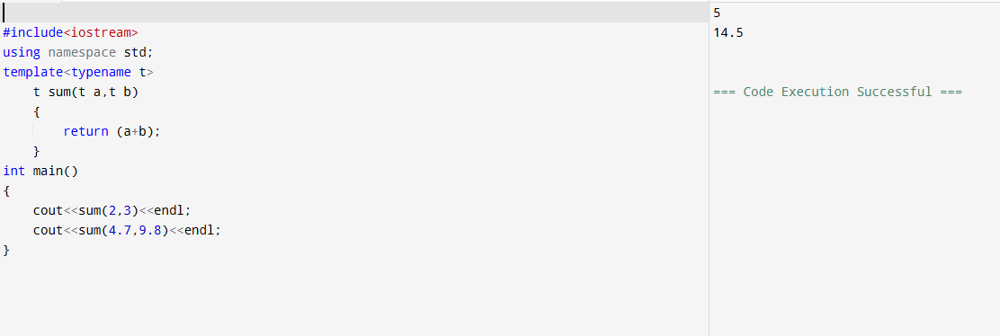 #include<iostream>
using namespace std;
template<typename t>
    t sum(t a,t b)
    {
        return (a+b);
    }
int main()
{
    cout<<sum(2,3)<<endl;
    cout<<sum(4.7,9.8)<<endl;
}
5
14.5
=== Code Execution Successful ===